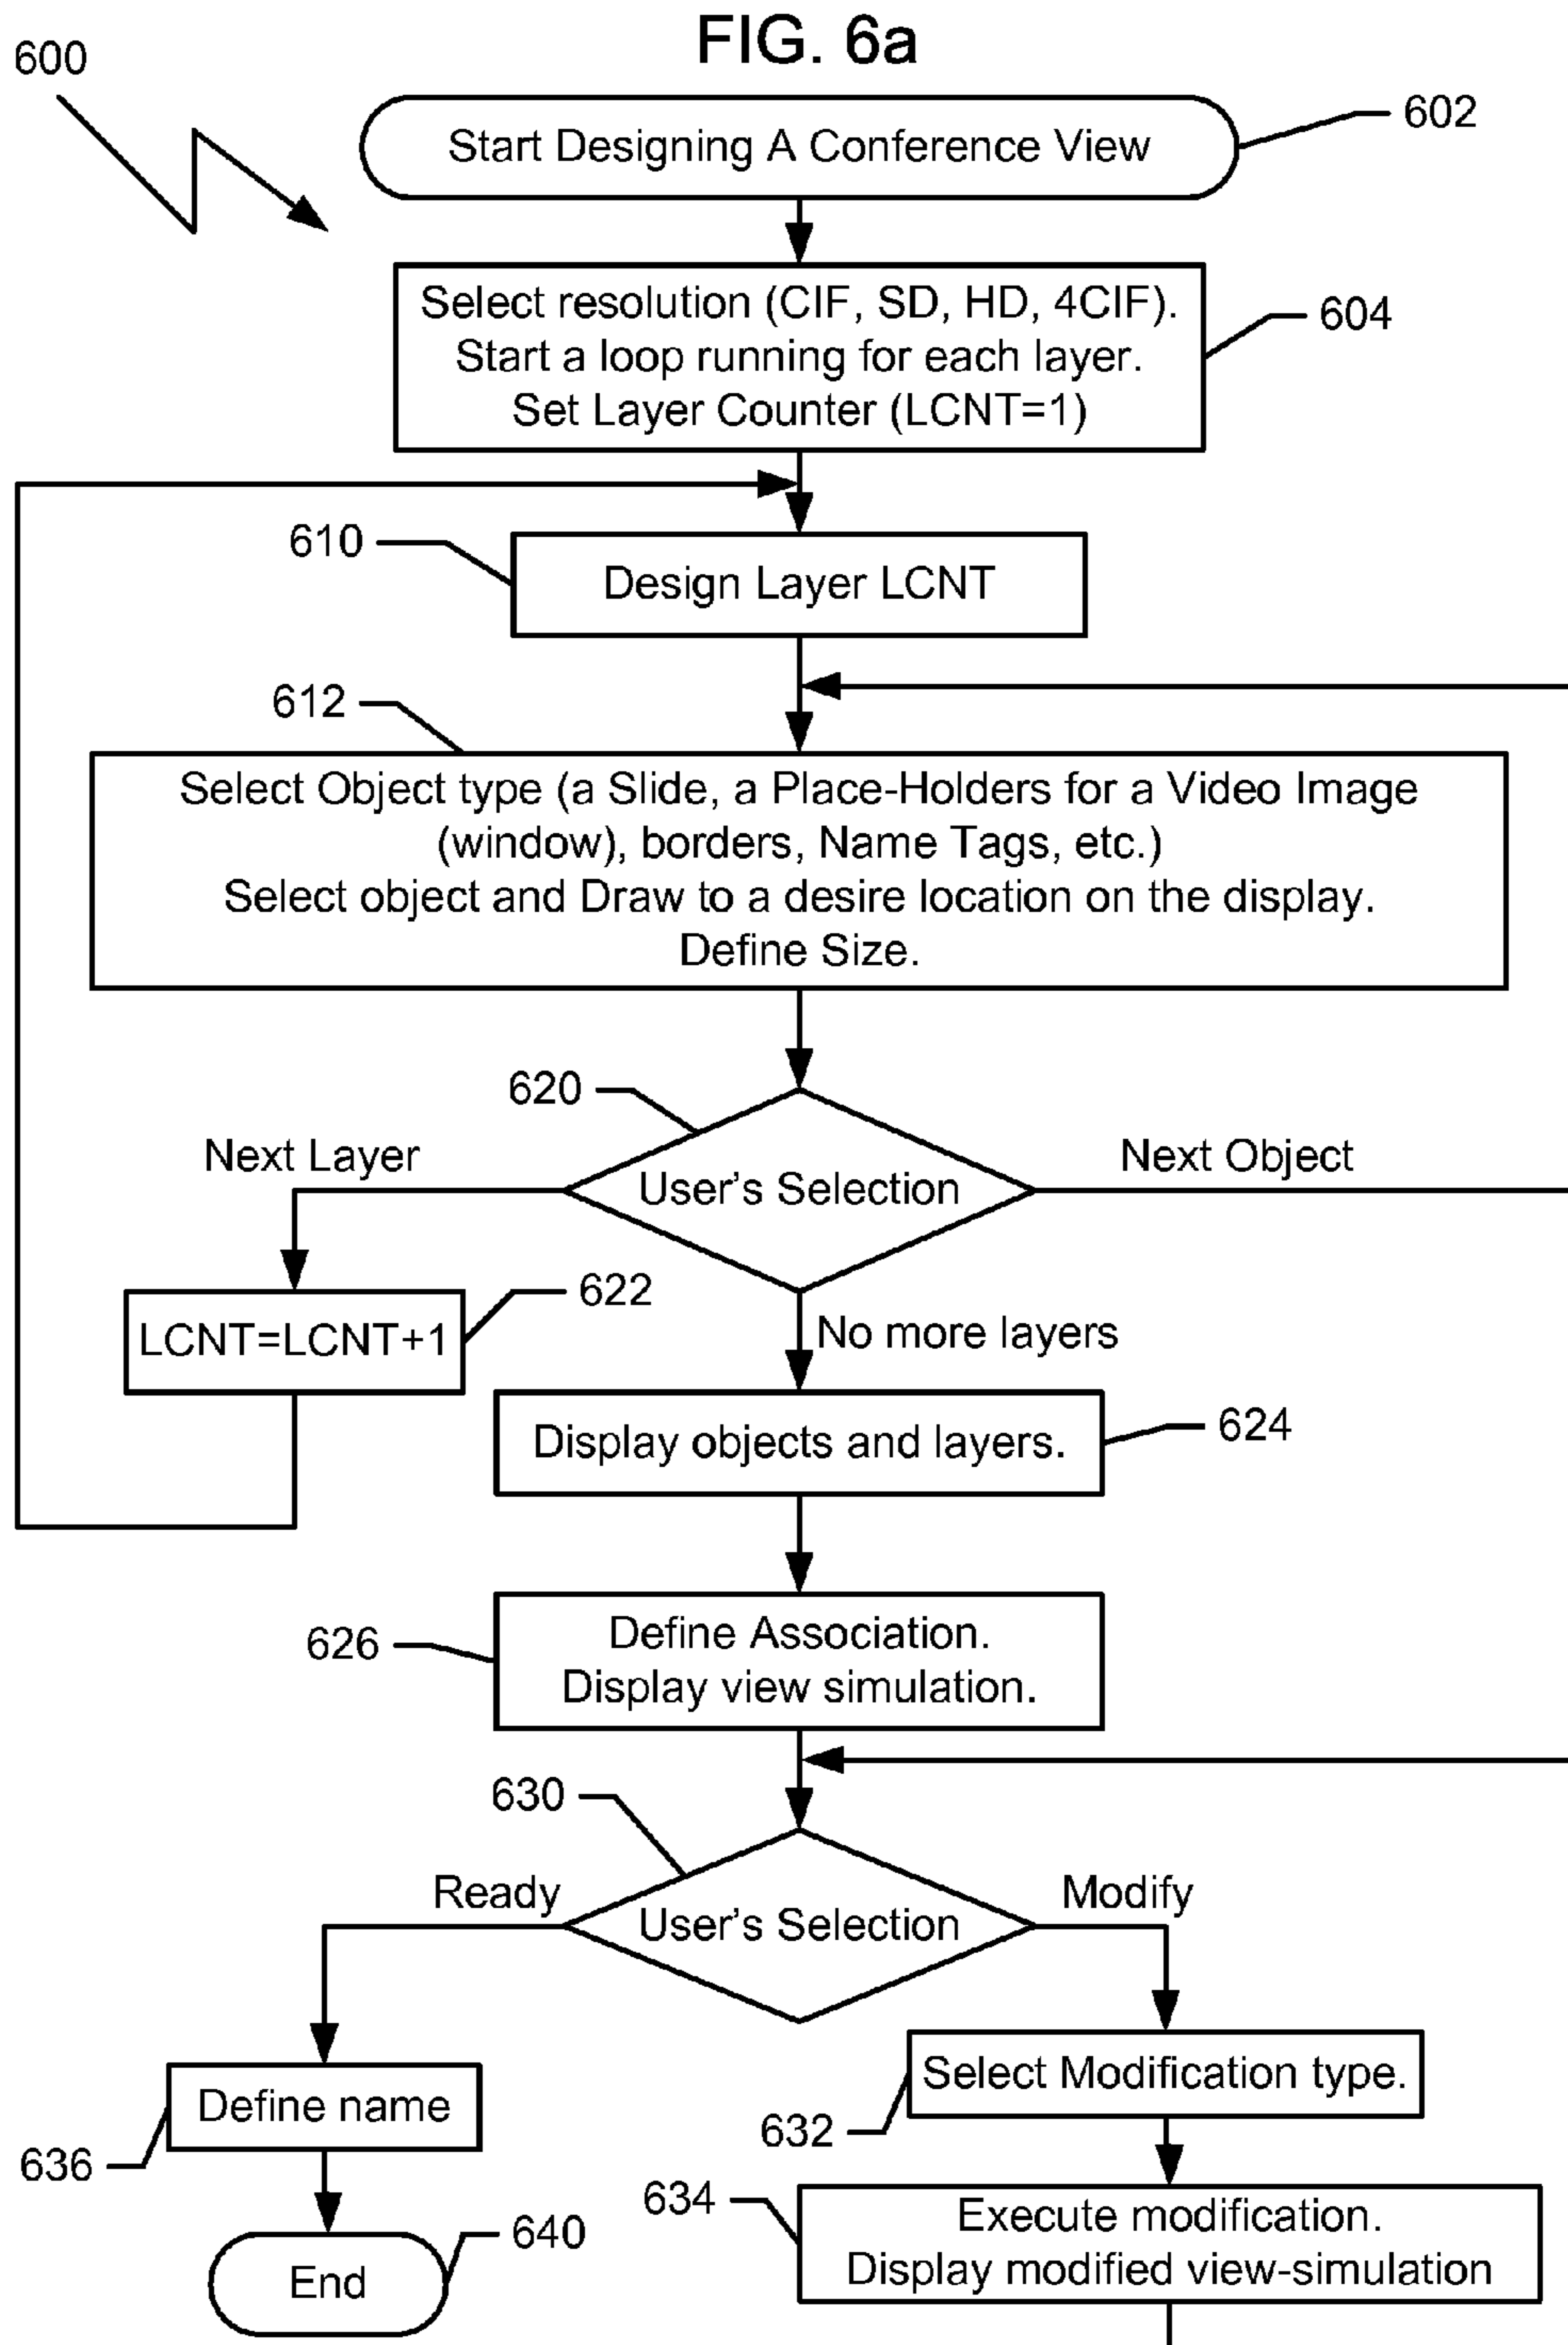 FIG. 6a
600
Start Designing A Conference View
602
Select resolution (CIF, SD, HD, 4CIF).
Start a loop running for each layer.
Set Layer Counter (LCNT=1)
604
610
Design Layer LCNT
612
Select Object type (a Slide, a Place-Holders for a Video Image
(window), borders, Name Tags, etc.)
Select object and Draw to a desire location on the display.
Define Size.
620
Next Layer
User's Selection
Next Object
LCNT=LCNT+1
622
No more layers
Display objects and layers.
624
626
Define Association.
Display view simulation.
630
Ready
User's Selection
Modify
Define name
636
Select Modification type.
632
634
Execute modification.
Display modified view-simulation
End
640